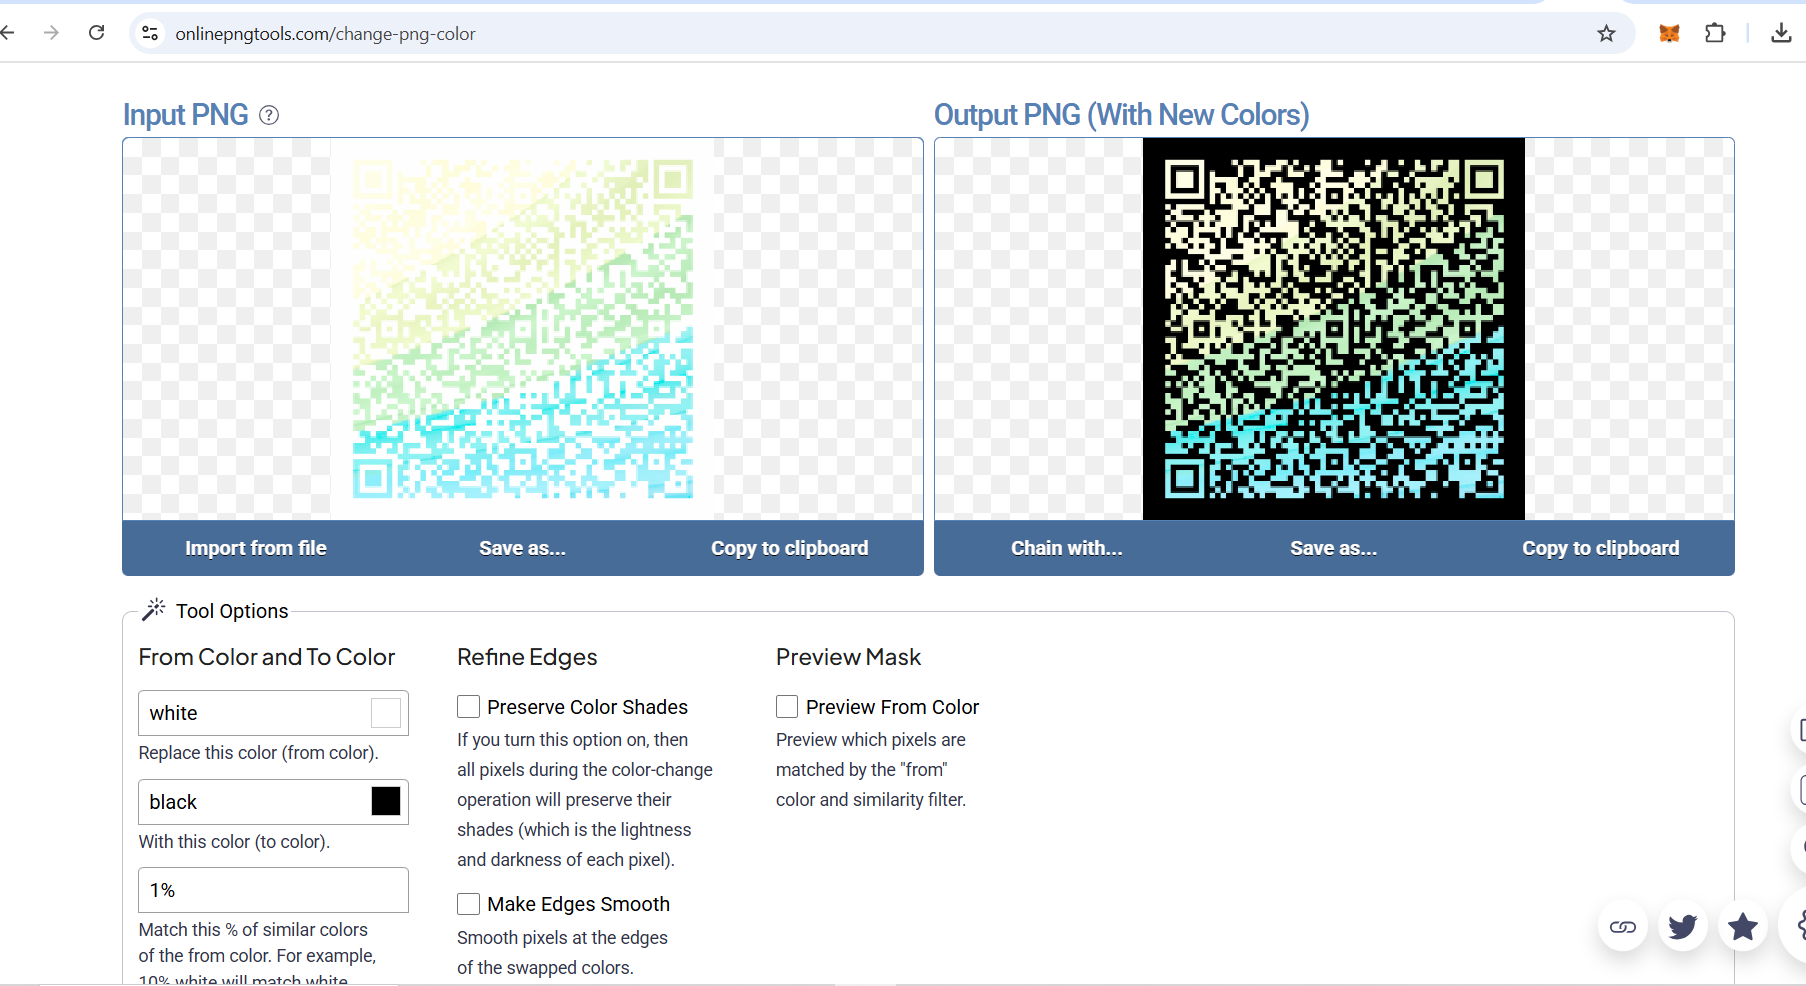 onlinepngtools.com/change-png-color
Input PNG ?
Output PNG (With New Colors)
Import from file
Save as...
Copy to clipboard
Chain with...
Save as...
Copy to clipboard
Tool Options
From Color and To Color
white
Replace this color (from color).
black
With this color (to color).
1%
Match this % of similar colors
of the from color. For example,
10% white will match white
Refine Edges
Preserve Color Shades
If you turn this option on, then
all pixels during the color-change
operation will preserve their
shades (which is the lightness
and darkness of each pixel).
Make Edges Smooth
Smooth pixels at the edges
of the swapped colors.
Preview Mask
Preview From Color
Preview which pixels are
matched by the "from"
color and similarity filter.